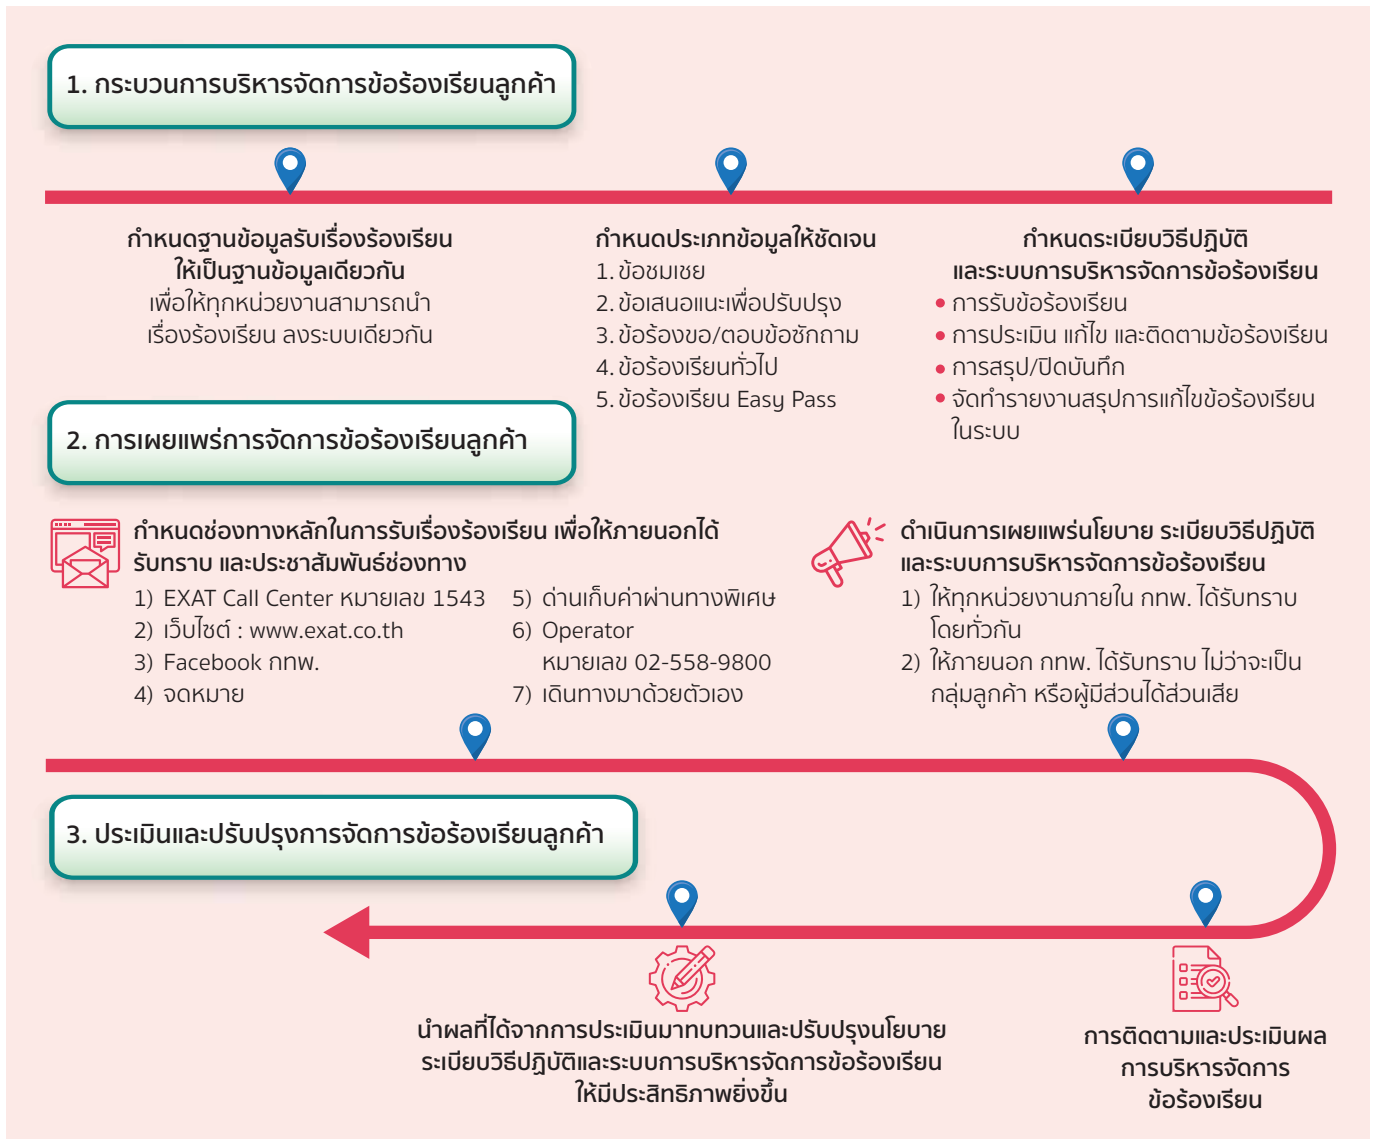 1. กระบวนการบริหารจัดการข้อร้องเรียนลูกค้า
กำหนดฐานข้อมูลรับเรื่องร้องเรียน
ให้เป็นฐานข้อมูลเดียวกัน
เพื่อให้ทุกหน่วยงานสามารถนำ
เรื่องร้องเรียน ลงระบบเดียวกัน
กำหนดประเภทข้อมูลให้ชัดเจน
1. ข้อชมเชย
2. ข้อเสนอแนะเพื่อปรับปรุง
3. ข้อร้องขอ/ตอบข้อซักถาม
4. ข้อร้องเรียนทั่วไป
5. ข้อร้องเรียน Easy Pass
กำหนดระเบียบวิธีปฏิบัติ
และระบบการบริหารจัดการข้อร้องเรียน
• การรับข้อร้องเรียน
• การประเมิน แก้ไข และติดตามข้อร้องเรียน
• การสรุป/ปิดบันทึก
• จัดทำรายงานสรุปการแก้ไขข้อร้องเรียน
ในระบบ
2. การเผยแพร่การจัดการข้อร้องเรียนลูกค้า
กำหนดช่องทางหลักในการรับเรื่องร้องเรียน เพื่อให้ภายนอกได้
รับทราบ และประชาสัมพันธ์ช่องทาง
1) EXAT Call Center หมายเลข 1543
2) เว็บไซต์ : www.exat.co.th
3) Facebook กทพ.
4) จดหมาย
5) ด่านเก็บค่าผ่านทางพิเศษ
6) Operator
หมายเลข 02-558-9800
7) เดินทางมาด้วยตัวเอง
ดำเนินการเผยแพร่นโยบาย ระเบียบวิธีปฏิบัติ
และระบบการบริหารจัดการข้อร้องเรียน
1) ให้ทุกหน่วยงานภายใน กทพ. ได้รับทราบ
โดยทั่วกัน
2) ให้ภายนอก กทพ. ได้รับทราบ ไม่ว่าจะเป็น
กลุ่มลูกค้า หรือผู้มีส่วนได้ส่วนเสีย
3. ประเมินและปรับปรุงการจัดการข้อร้องเรียนลูกค้า
นำผลที่ได้จากการประเมินมาทบทวนและปรับปรุงนโยบาย
ระเบียบวิธีปฏิบัติและระบบการบริหารจัดการข้อร้องเรียน
ให้มีประสิทธิภาพยิ่งขึ้น
การติดตามและประเมินผล
การบริหารจัดการ
ข้อร้องเรียน